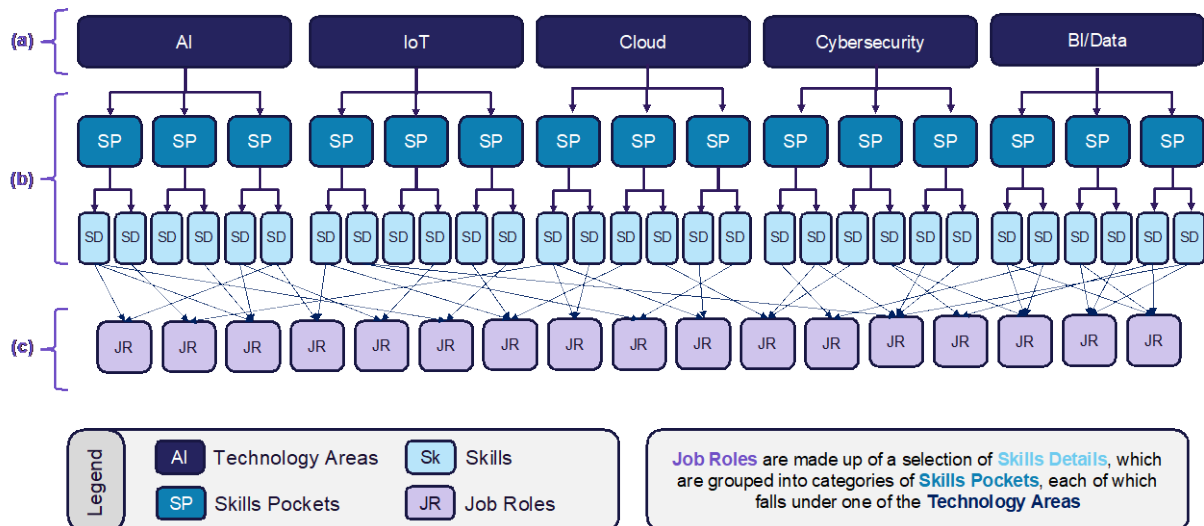 (a)
AI IoT Cloud Cybersecurity BI/Data
(b)
SP SP SP SP SP SP SP SP SP SP SP SP SP SP SP
SD SD SD SD SD SD SD SD SD SD SD SD SD SD SD SD SD SD SD SD SD SD SD SD SD SD SD SD SD SD
(c)
JR JR JR JR JR JR JR JR JR JR JR JR JR JR JR JR JR
Legend
AI Technology Areas
Sk Skills
SP Skills Pockets
JR Job Roles
Job Roles are made up of a selection of Skills Details, which
are grouped into categories of Skills Pockets, each of which
falls under one of the Technology Areas